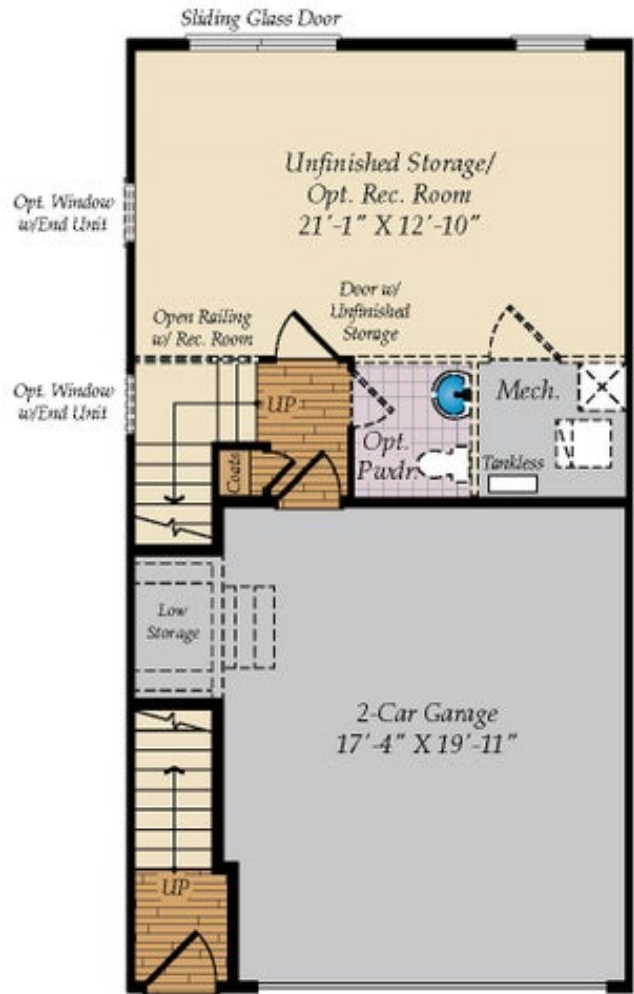 Sliding Glass Door
Unfinished Storage/
Opt. Rec. Room
21'-1" X 12'-10"
Opt. Window
w/End Unit
Door w/
Unfinished
Storage
Open Railing
w/ Rec. Room
Opt. Window
w/End Unit
UP
Mech.
Opt.
Pwdr.
Coats
Tankless
Low
Storage
2-Car Garage
17'-4" X 19'-11"
UP